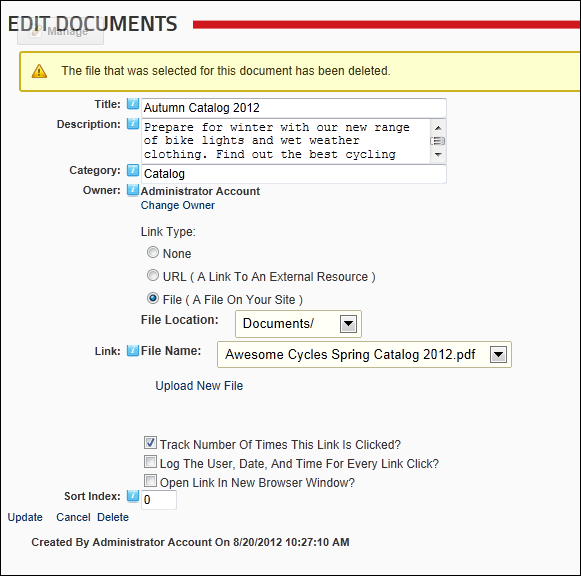 EDIT DOCUMENTS
Manage
The file that was selected for this document has been deleted.
Title: Autumn Catalog 2012
Description: Prepare for winter with our new range
of bike lights and wet weather
clothing. Find out the best cycling
Category: Catalog
Owner: Administrator Account
Change Owner
Link Type:
None
URL ( A Link To An External Resource )
File ( A File On Your Site )
File Location: Documents/
Link: File Name: Awesome Cycles Spring Catalog 2012.pdf
Upload New File
Track Number Of Times This Link Is Clicked?
Log The User, Date, And Time For Every Link Click?
Open Link In New Browser Window?
Sort Index: 0
Update Cancel Delete
Created By Administrator Account On 8/20/2012 10:27:10 AM